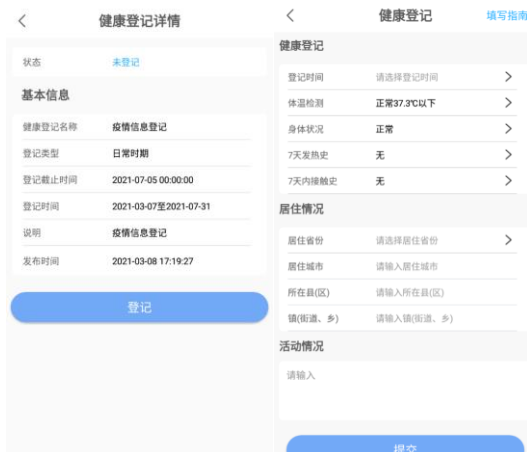 健康登记详情
状态 未登记
基本信息
健康登记名称 疫情信息登记
登记类型 日常时期
登记截止时间 2021-07-05 00:00:00
登记时间 2021-03-07至2021-07-31
说明 疫情信息登记
发布时间 2021-03-08 17:19:27
登记
健康登记 填写指南
健康登记
登记时间 请选择登记时间
体温检测 正常37.3℃以下
身体状况 正常
7天发热史 无
7天内接触史 无
居住情况
居住省份 请选择居住省份
居住城市 请输入居住城市
所在县(区) 请输入所在县(区)
镇(街道、乡) 请输入镇(街道、乡)
活动情况
请输入
提交